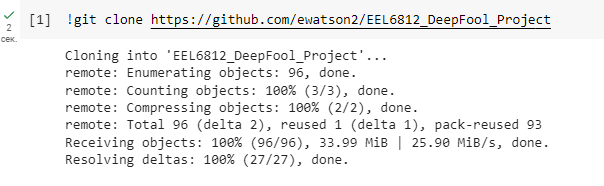 [1] !git clone https://github.com/ewatson2/EEL6812_DeepFool_Project
2
сек.
Cloning into 'EEL6812_DeepFool_Project'...
remote: Enumerating objects: 96, done.
remote: Counting objects: 100% (3/3), done.
remote: Compressing objects: 100% (2/2), done.
remote: Total 96 (delta 2), reused 1 (delta 1), pack-reused 93
Receiving objects: 100% (96/96), 33.99 MiB | 25.90 MiB/s, done.
Resolving deltas: 100% (27/27), done.